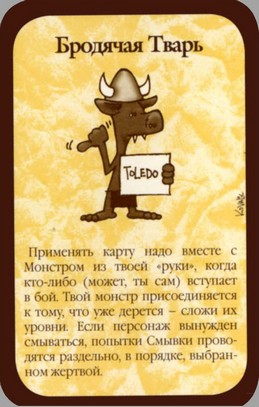 Бродячая Тварь
TOLEDO
Применять карту надо вместе с
Монстром из твоей «руки», когда
кто-либо (может, ты сам) вступает
в бой. Твой монстр присоединяется
к тому, что уже дерется – сложи их
уровни. Если персонаж вынужден
смываться, попытки Смывки прово-
дятся раздельно, в порядке, выбран-
ном жертвой.